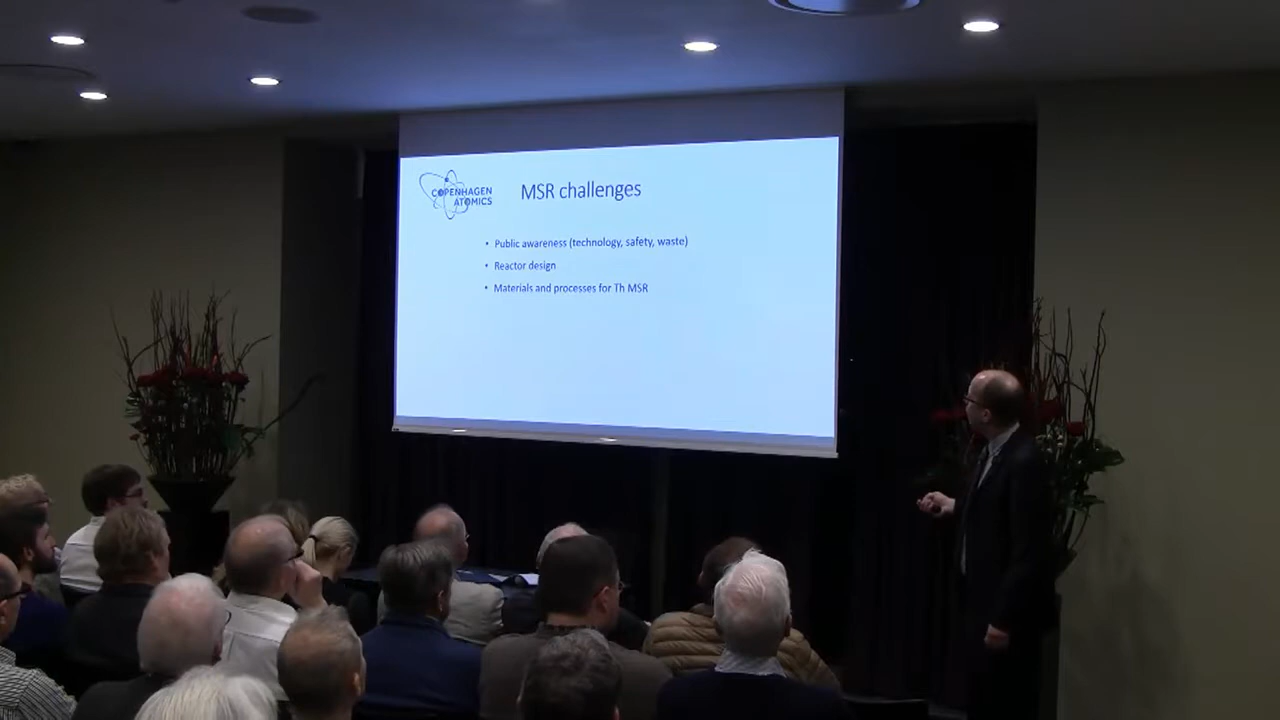 COPENHAGEN
ATOMICS
MSR challenges
• Public awareness (technology, safety, waste)
• Reactor design
• Materials and processes for Th MSR